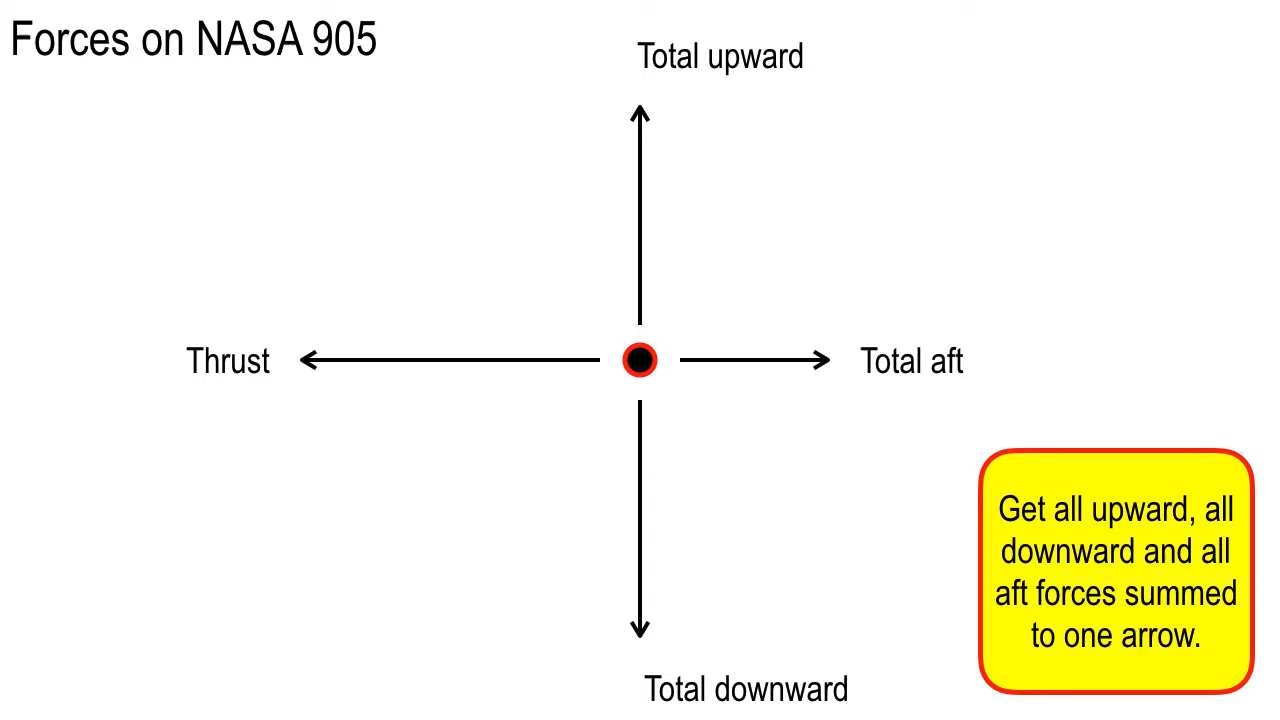 Forces on NASA 905
Total upward
Thrust
Total aft
Get all upward, all
downward and all
aft forces summed
to one arrow.
Total downward